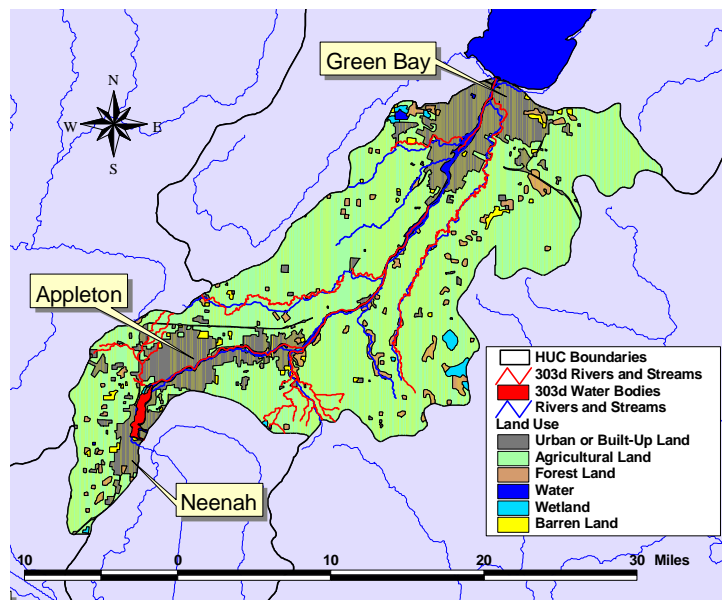 Green Bay
N
W E
S
Appleton
HUC Boundaries
303d Rivers and Streams
303d Water Bodies
Rivers and Streams
Land Use
Urban or Built-Up Land
Agricultural Land
Forest Land
Water
Wetland
Barren Land
Neenah
10 0 10 20 30 Miles